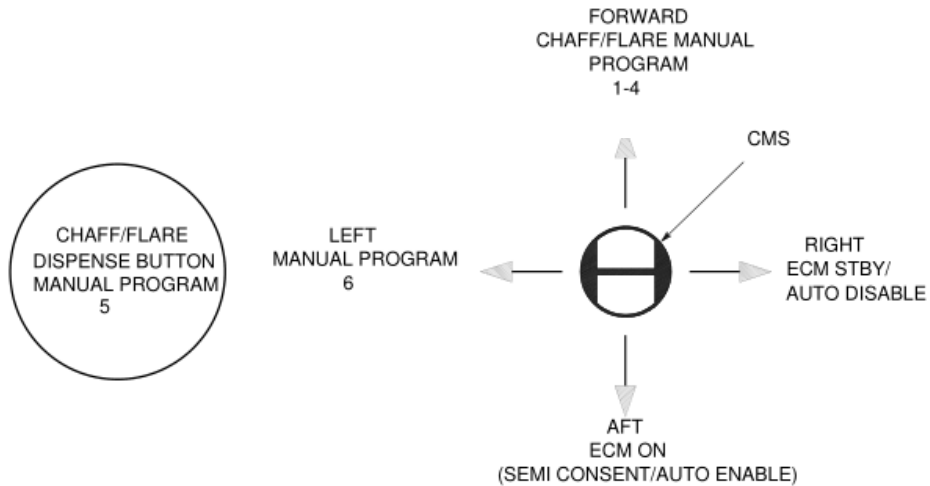 FORWARD
CHAFF/FLARE MANUAL
PROGRAM
1-4
CMS
CHAFF/FLARE
DISPENSE BUTTON
MANUAL PROGRAM
5
LEFT
MANUAL PROGRAM
6
RIGHT
ECM STBY/
AUTO DISABLE
AFT
ECM ON
(SEMI CONSENT/AUTO ENABLE)